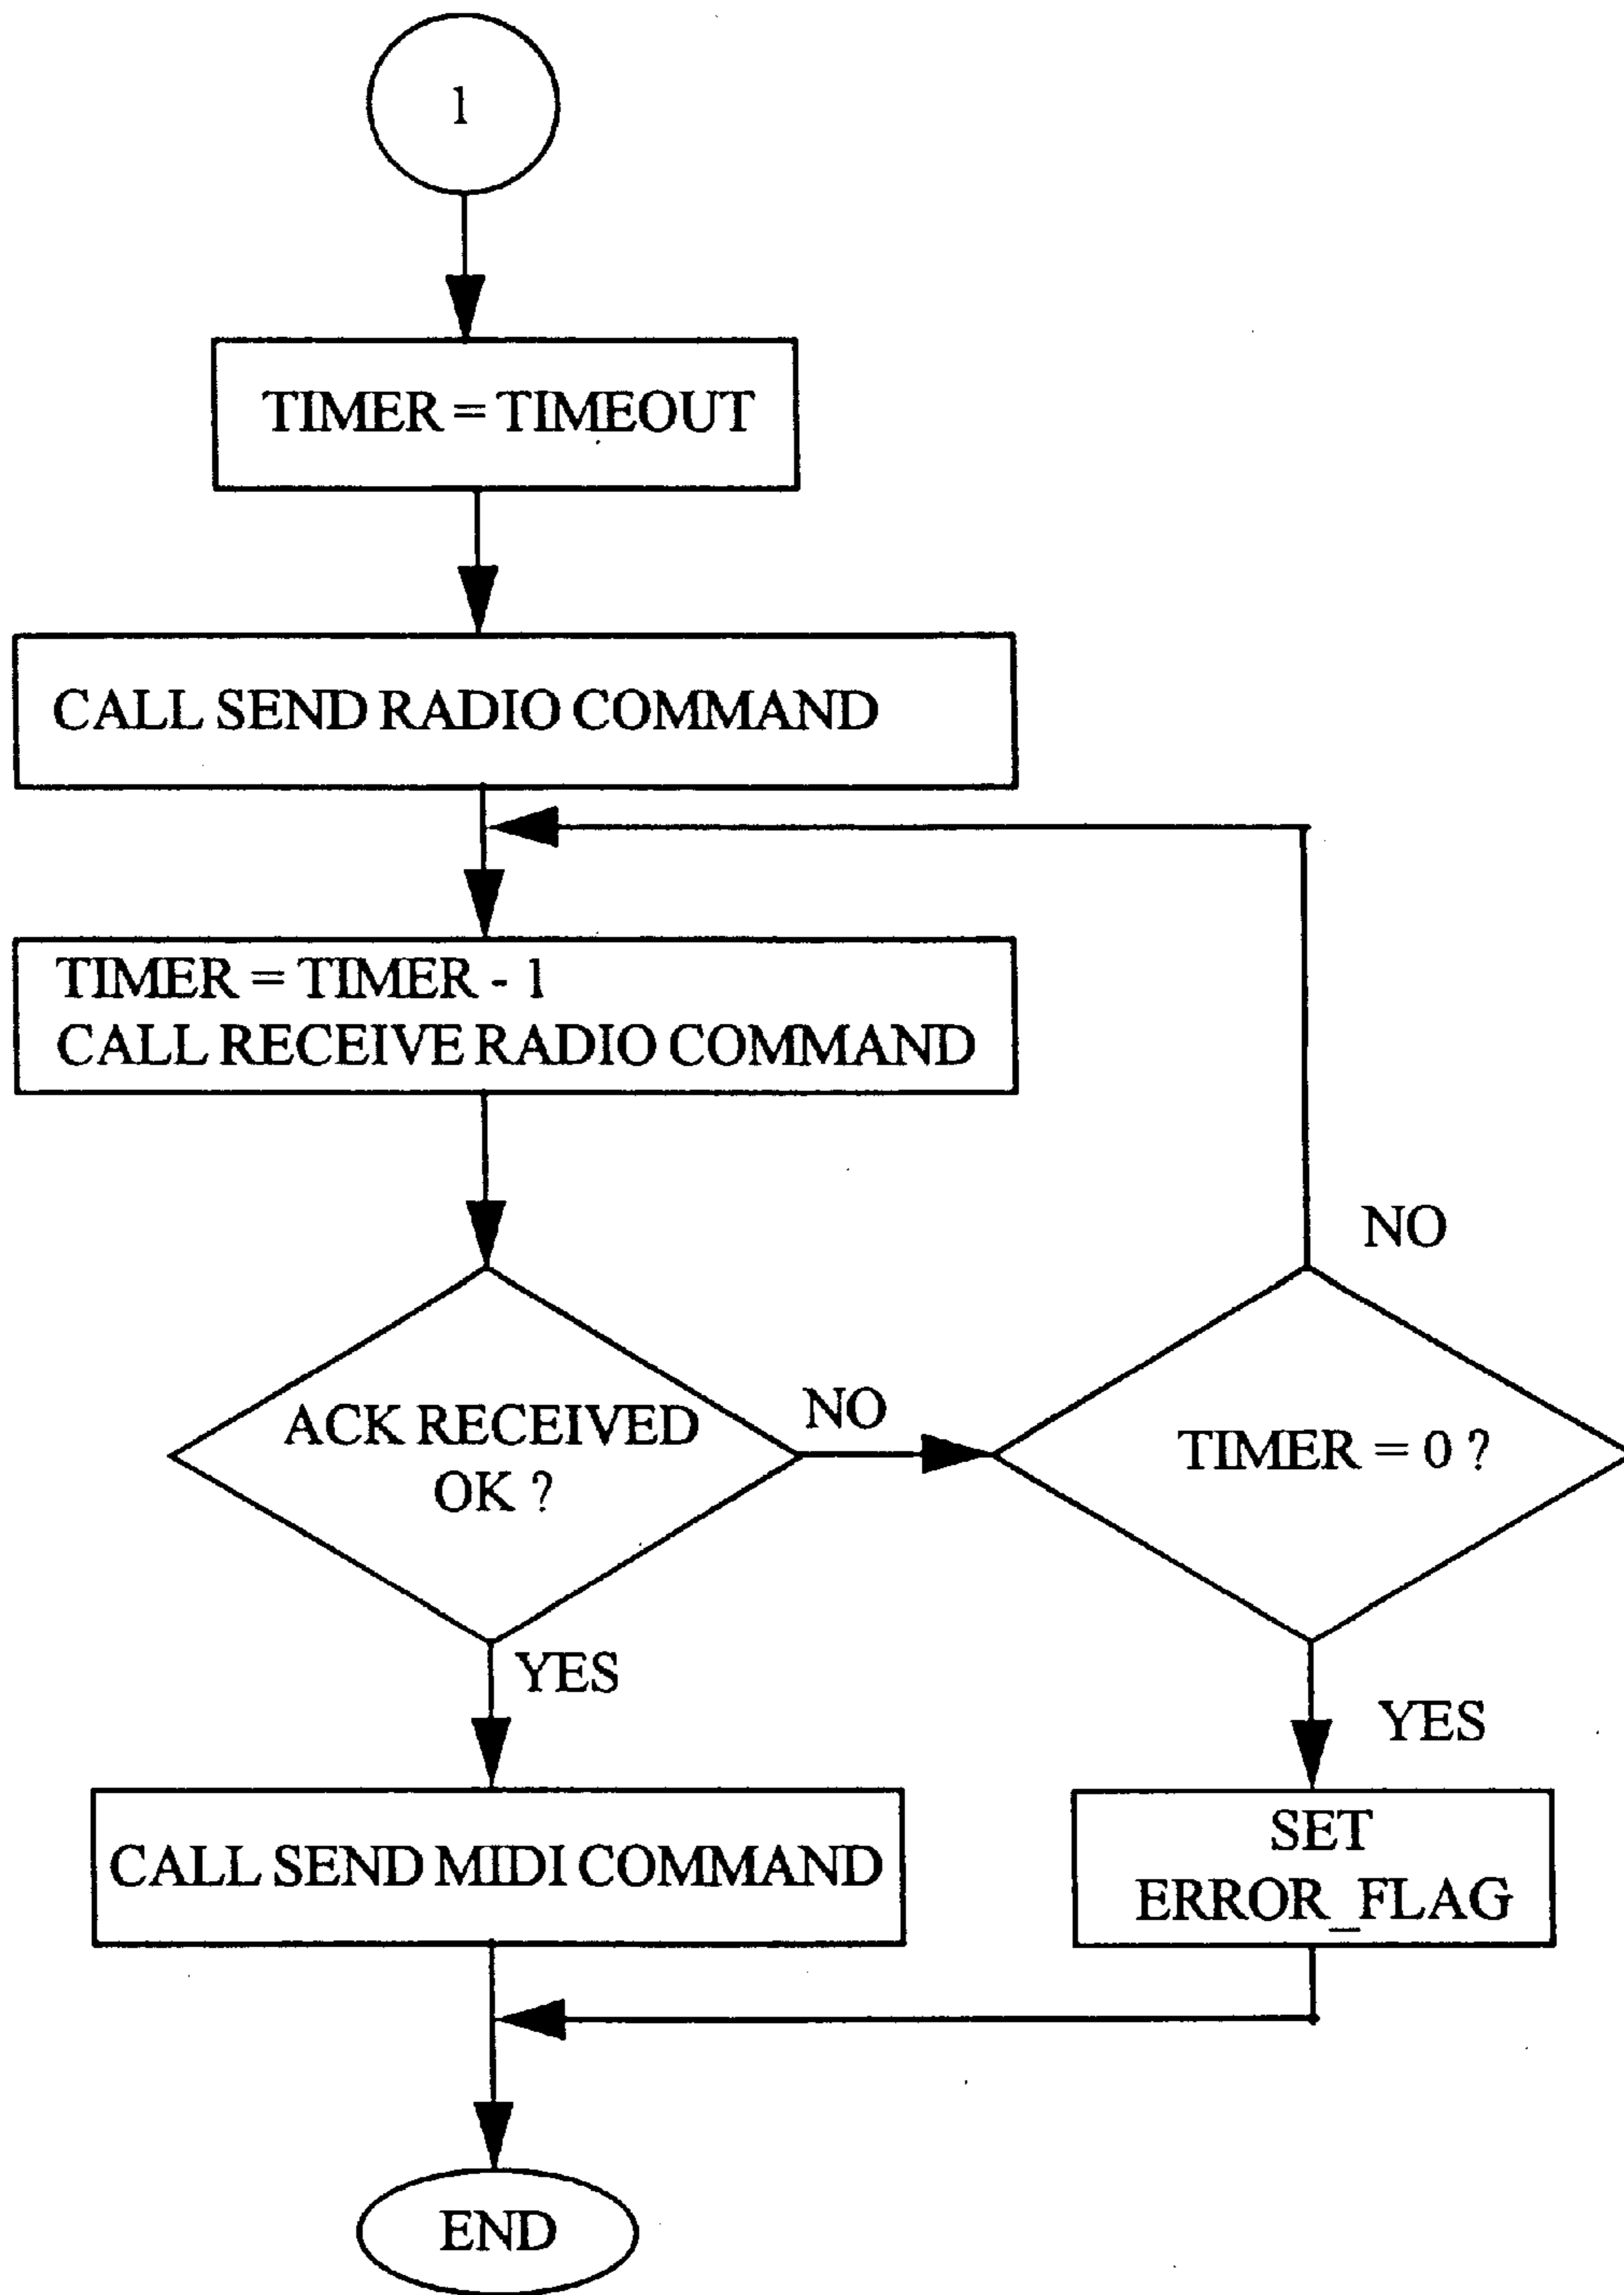 1
TIMER = TIMEOUT
CALL SEND RADIO COMMAND
TIMER = TIMER - 1
CALL RECEIVE RADIO COMMAND
NO
ACK RECEIVED
OK ?
NO
TIMER = 0 ?
YES
YES
CALL SEND MIDI COMMAND
SET
ERROR_FLAG
END